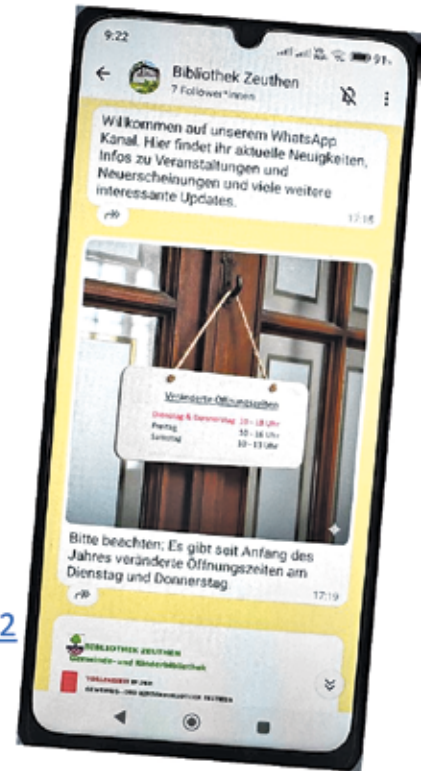 9:22
91
Bibliothek Zeuthen
7 Follower*innen
Willkommen auf unserem WhatsApp
Kanal. Hier findet ihr aktuelle Neuigkeiten,
Infos zu Veranstaltungen und
Neuerscheinungen und viele weitere
interessante Updates.
Veränderte Öffnungszeiten
Dienstag & Donnerstag 10 - 18 Uhr
Freitag 10 - 16 Uhr
Samstag 10 - 13 Uhr
Bitte beachten: Es gibt seit Anfang des
Jahres veränderte Öffnungszeiten am
Dienstag und Donnerstag.
17:19
2
BIBLIOTHEK ZEUTHEN
Gemeinde- und Kinderbibliothek